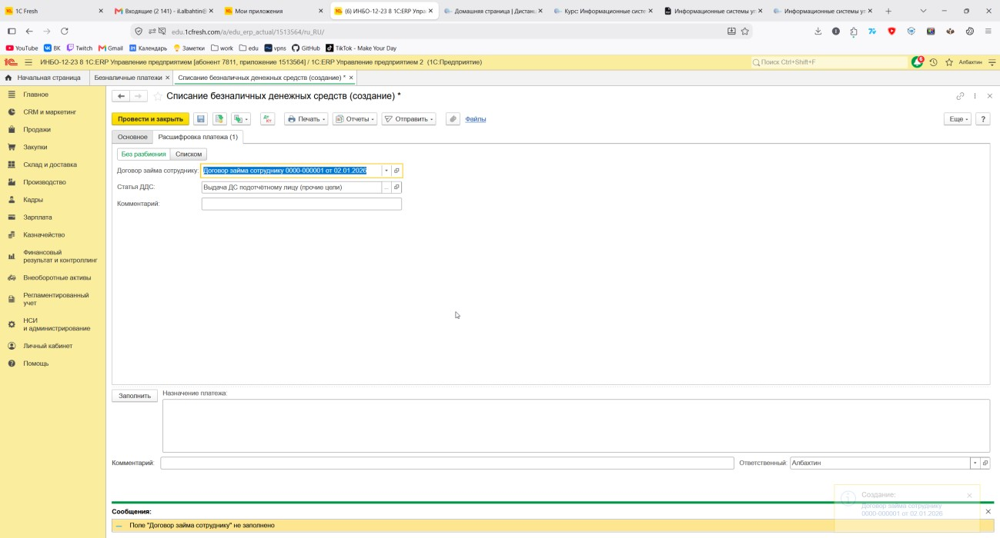 1C Fresh
Входящие (2 141) - il.albahtin@
Мои приложения
(6) ИНБО-12-23 8 1С:ERP Упра
Домашняя страница | Дистан
Курс: Информационные систе
Информационные системы уп
Информационные системы уп
edu.1cfresh.com/a/edu_erp_actual/1513564/ru_RU/
YouTube
ВК
Twitch
Gmail
Календарь
Заметки
work
edu
vpns
GitHub
TikTok - Make Your Day
ИНБО-12-23 8 1С:ERP Управление предприятием [абонент 7811, приложение 1513564] / 1С:ERP Управление предприятием 2 (1С:Предприятие)
Поиск Ctrl+Shift+F
6
Албахтин
Начальная страница
Безналичные платежи
Списание безналичных денежных средств (создание) *
Главное
CRM и маркетинг
Продажи
Закупки
Склад и доставка
Производство
Кадры
Зарплата
Казначейство
Финансовый
результат и контроллинг
Внеоборотные активы
Регламентированный
учет
НСИ
и администрирование
Личный кабинет
Помощь
Списание безналичных денежных средств (создание) *
Провести и закрыть
Дт
Кт
Печать
Отчеты
Отправить
Файлы
Еще
?
Основное
Расшифровка платежа (1)
Без разбиения
Списком
Договор займа сотруднику: Договор займа сотруднику 0000-000001 от 02.01.2026
Статья ДДС: Выдача ДС подотчётному лицу (прочие цели)
Комментарий:
Заполнить
Назначение платежа:
Комментарий:
Ответственный: Албахтин
Создание:
Договор займа сотруднику
0000-000001 от 02.01.2026
Сообщения:
Поле "Договор займа сотруднику" не заполнено